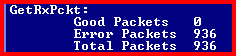 GetRxPckt:
Good Packets 0
Error Packets 936
Total Packets 936